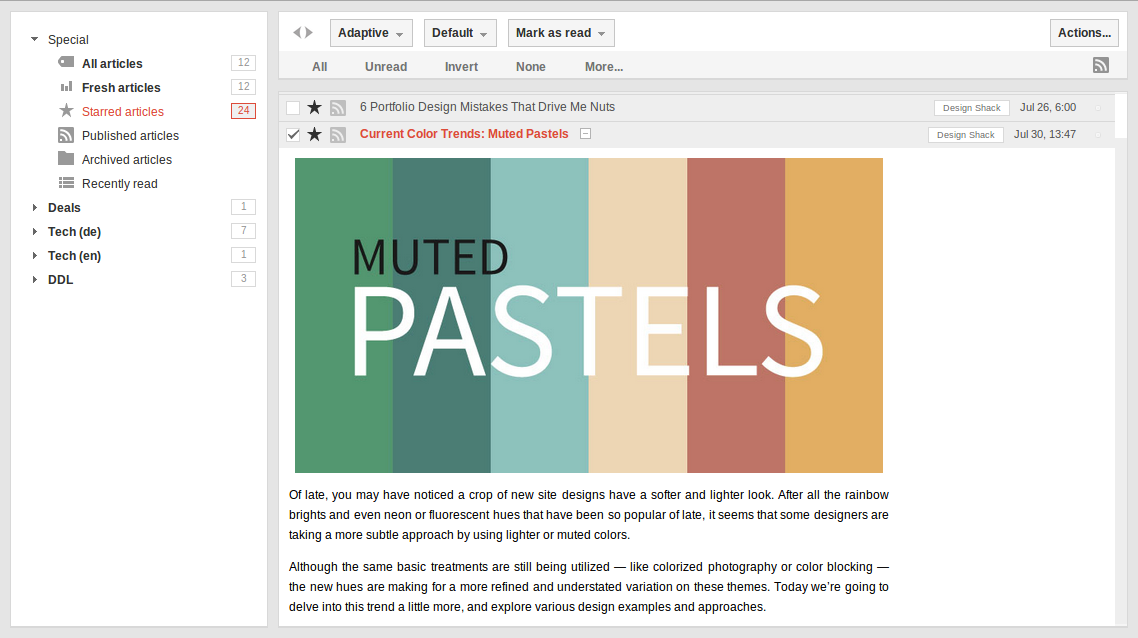 Special
All articles 12
Fresh articles 12
Starred articles 24
Published articles
Archived articles
Recently read
Deals 1
Tech (de) 7
Tech (en) 1
DDL 3
Adaptive Default Mark as read Actions...
All Unread Invert None More...
6 Portfolio Design Mistakes That Drive Me Nuts Design Shack Jul 26, 6:00
Current Color Trends: Muted Pastels Design Shack Jul 30, 13:47
MUTED
PASTELS
Of late, you may have noticed a crop of new site designs have a softer and lighter look. After all the rainbow
brights and even neon or fluorescent hues that have been so popular of late, it seems that some designers are
taking a more subtle approach by using lighter or muted colors.
Although the same basic treatments are still being utilized — like colorized photography or color blocking —
the new hues are making for a more refined and understated variation on these themes. Today we’re going to
delve into this trend a little more, and explore various design examples and approaches.